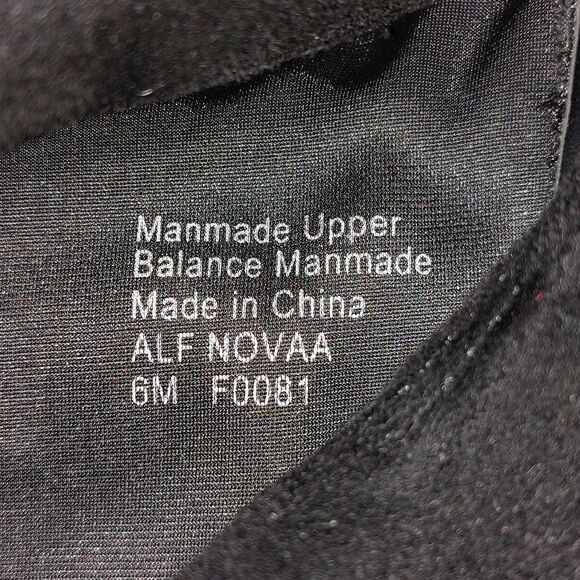 Manmade Upper
Balance Manmade
Made in China
ALF NOVAA
6M F0081